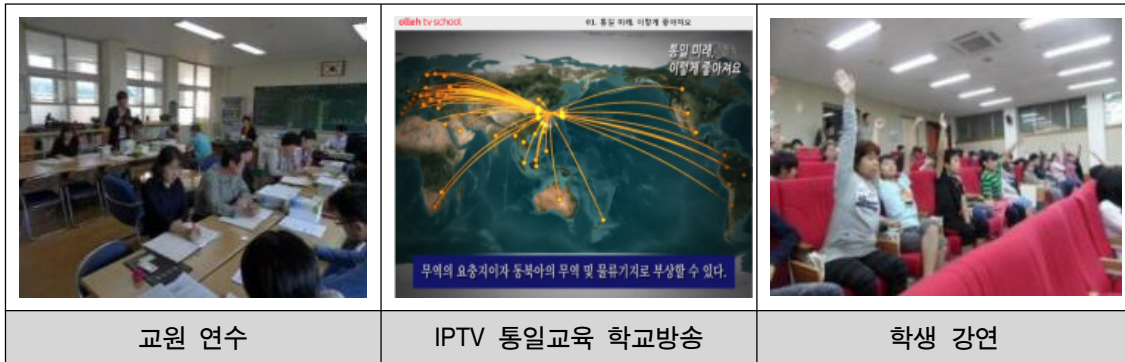 olleh tv school
01. 통일 미래, 이렇게 좋아져요
통일 미래,
이렇게 좋아져요
무역의 요충지이자 동북아의 무역 및 물류기지로 부상할 수 있다.
교원 연수
IPTV 통일교육 학교방송
학생 강연